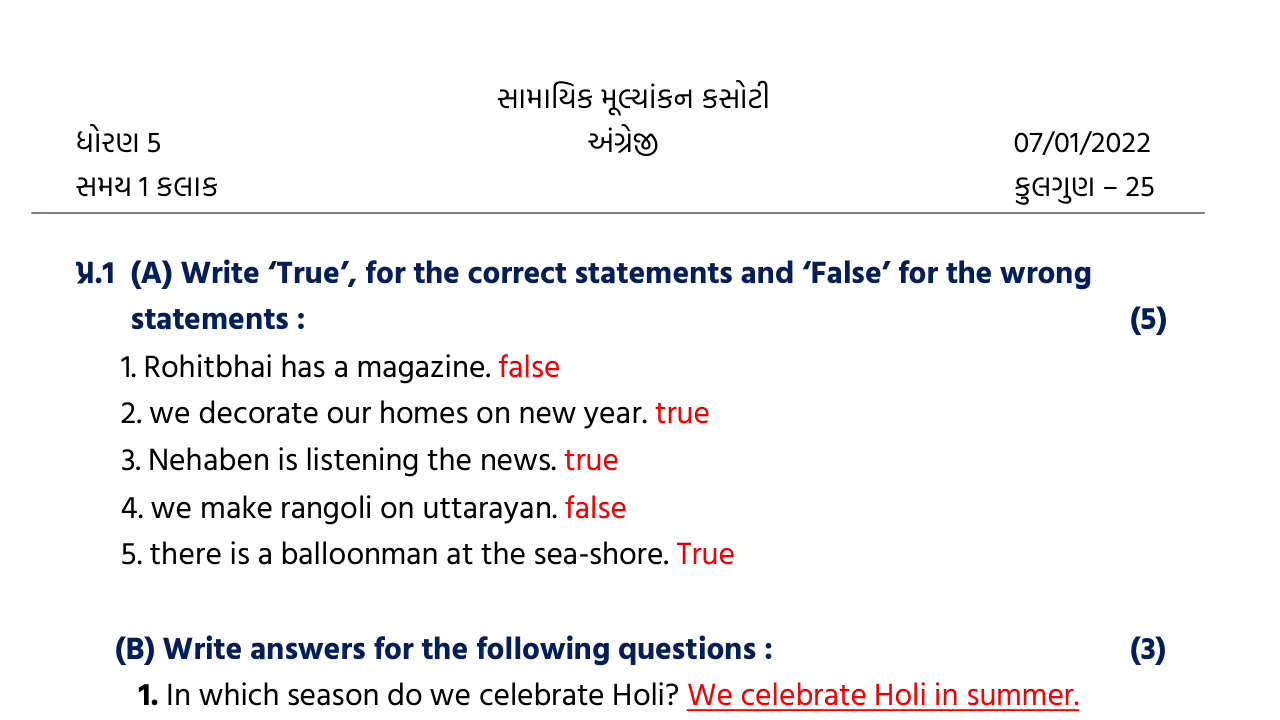 સામાયિક મૂલ્યાંકન કસોટી
ધોરણ 5 અંગ્રેજી 07/01/2022
સમય 1 કલાક કુલગુણ – 25
પ્ર.1 (A) Write ‘True’, for the correct statements and ‘False’ for the wrong
statements : (5)
1. Rohitbhai has a magazine. false
2. we decorate our homes on new year. true
3. Nehaben is listening the news. true
4. we make rangoli on uttarayan. false
5. there is a balloonman at the sea-shore. True
(B) Write answers for the following questions : (3)
1. In which season do we celebrate Holi? We celebrate Holi in summer.